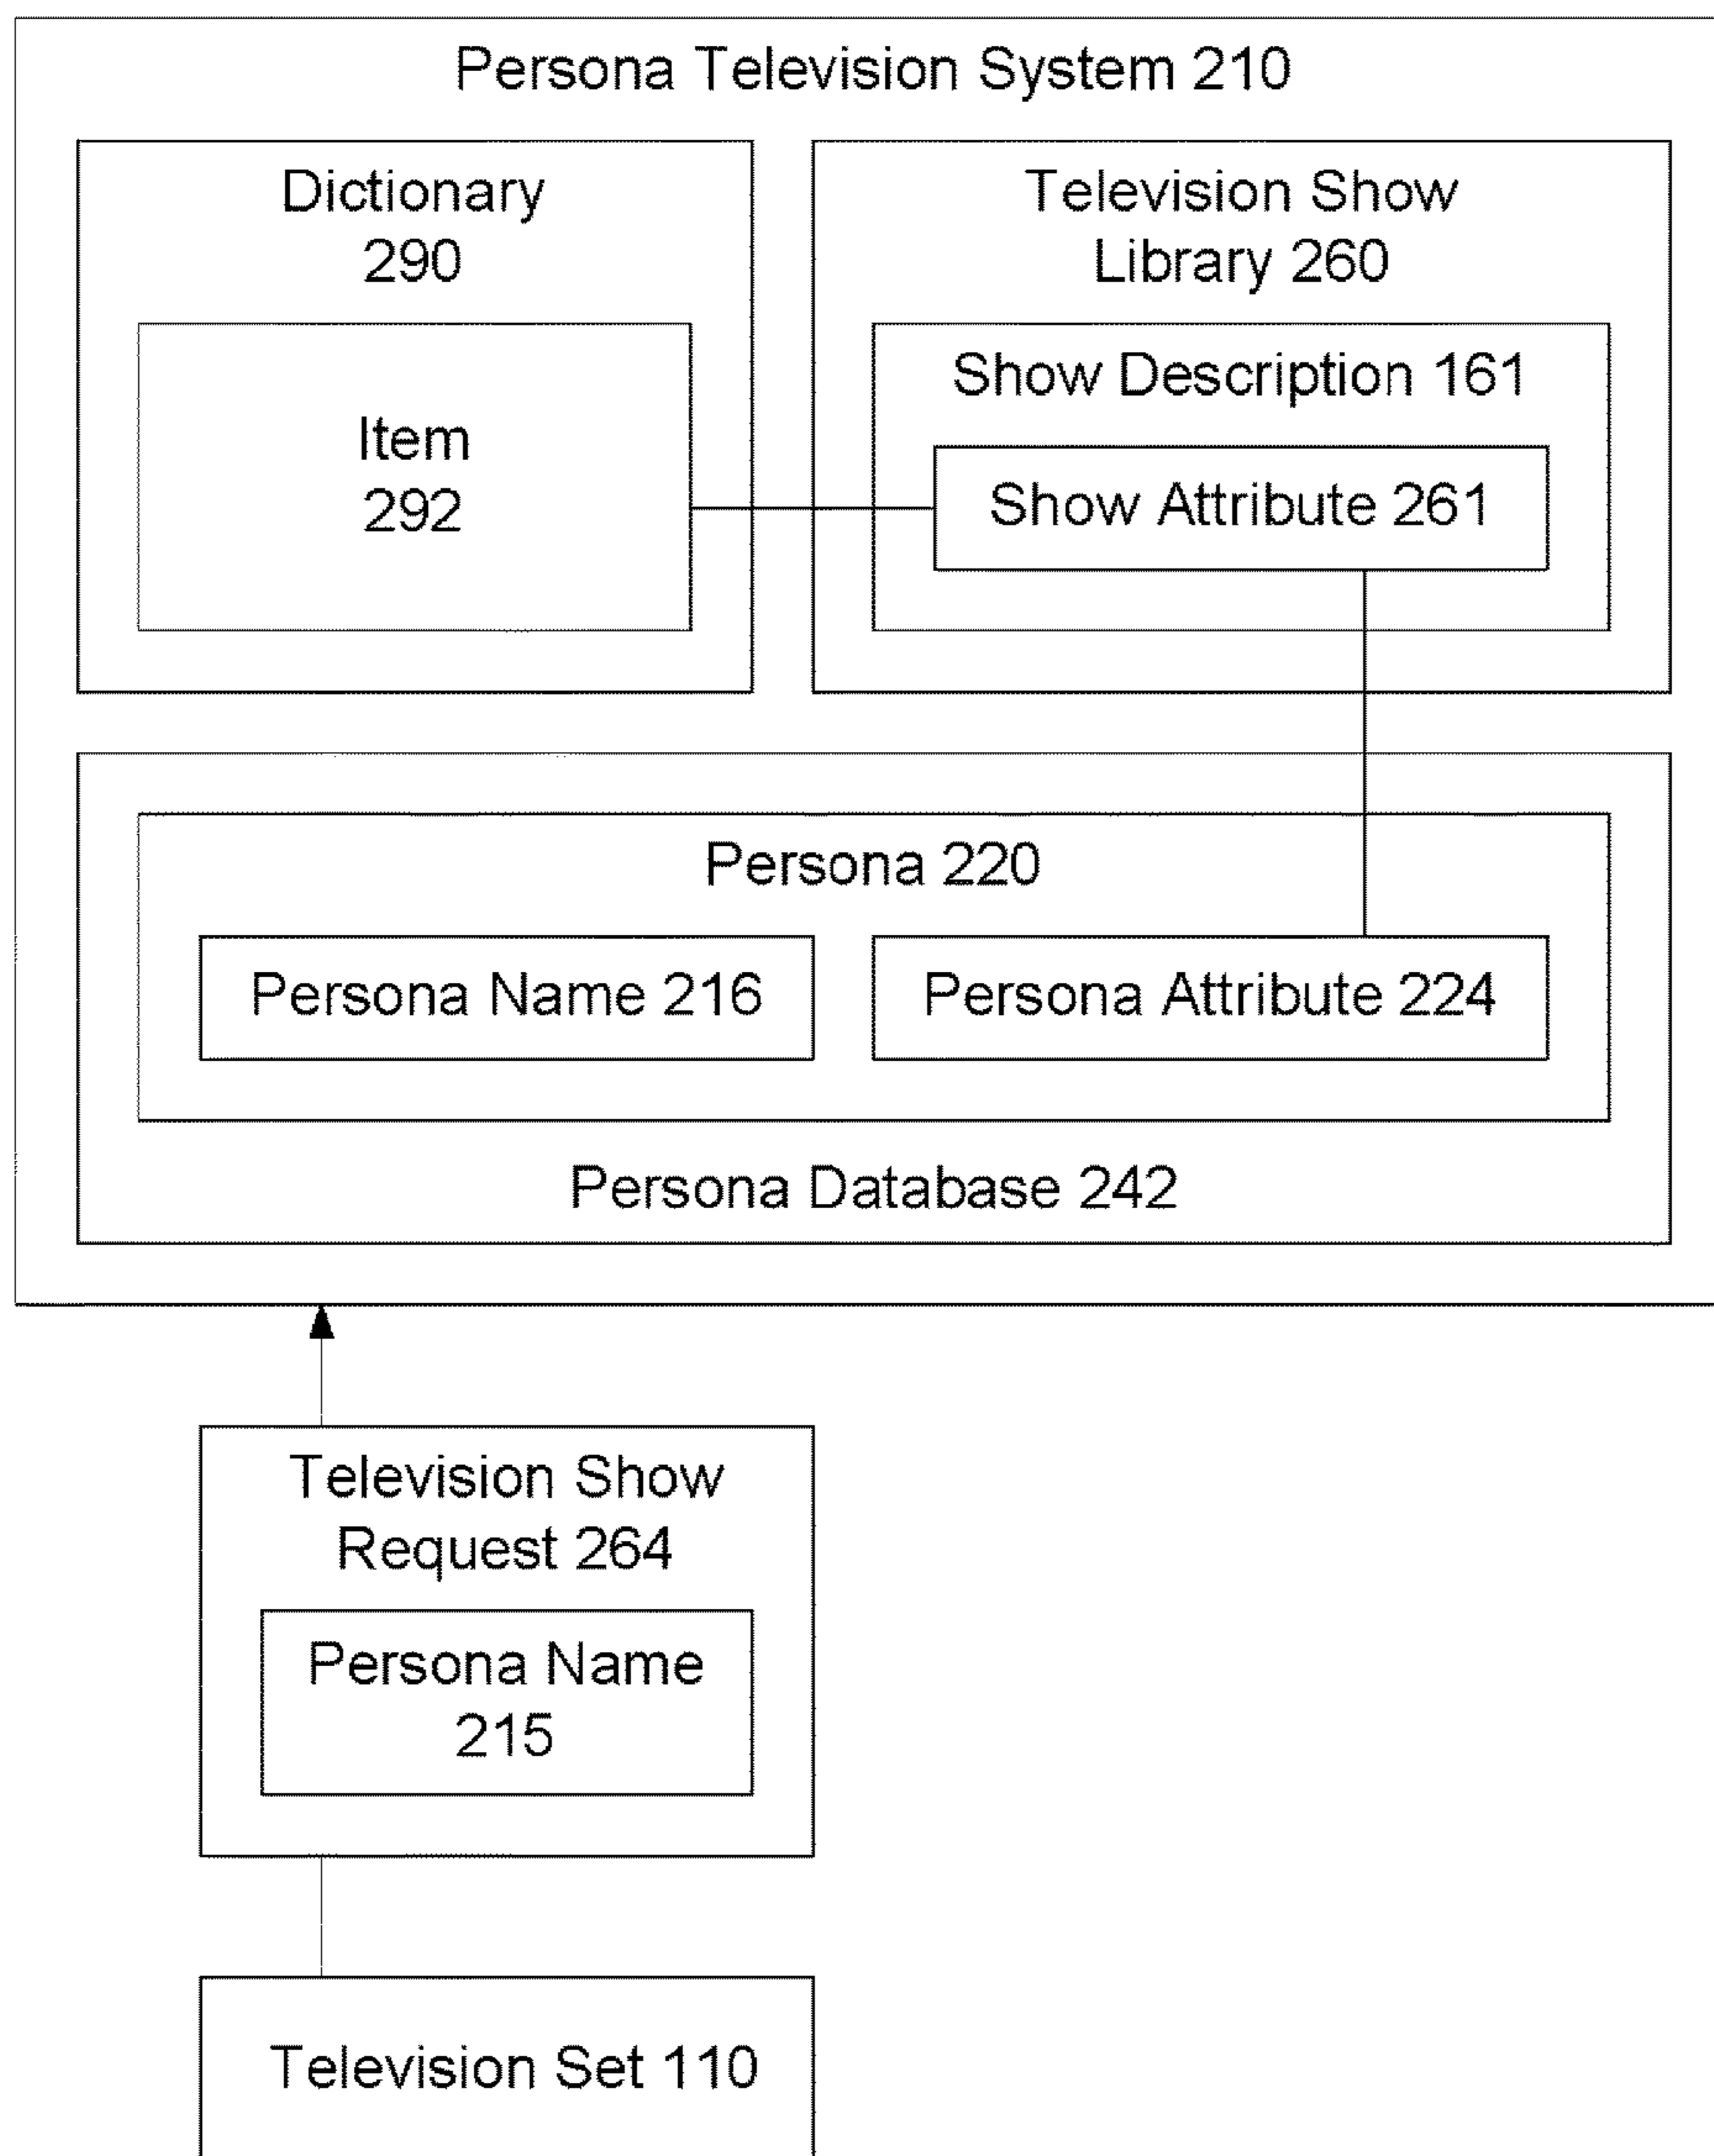 Persona Television System 210
Dictionary
290
Television Show
Library 260
Item
292
Show Description 161
Show Attribute 261
Persona 220
Persona Name 216
Persona Attribute 224
Persona Database 242
Television Show
Request 264
Persona Name
215
Television Set 110